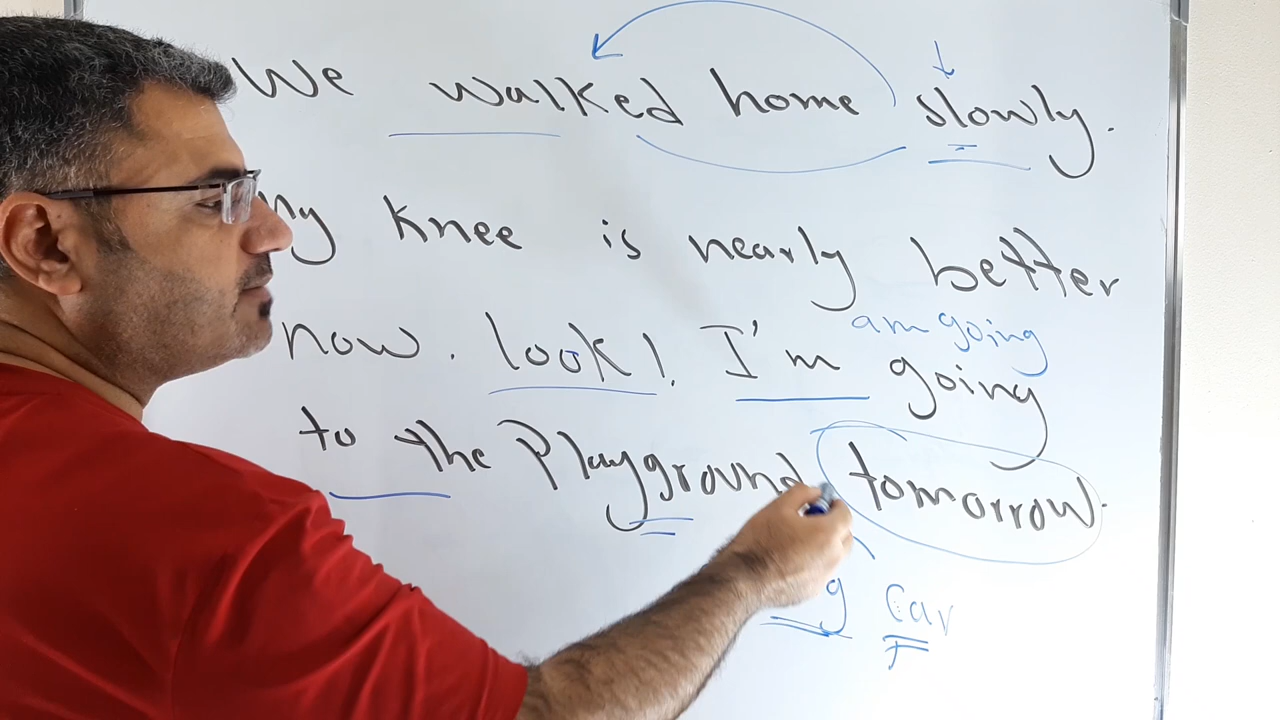 We walked home slowly.
my knee is nearly better
am going
now. look! I'm going
to the Playground tomorrow.
g car